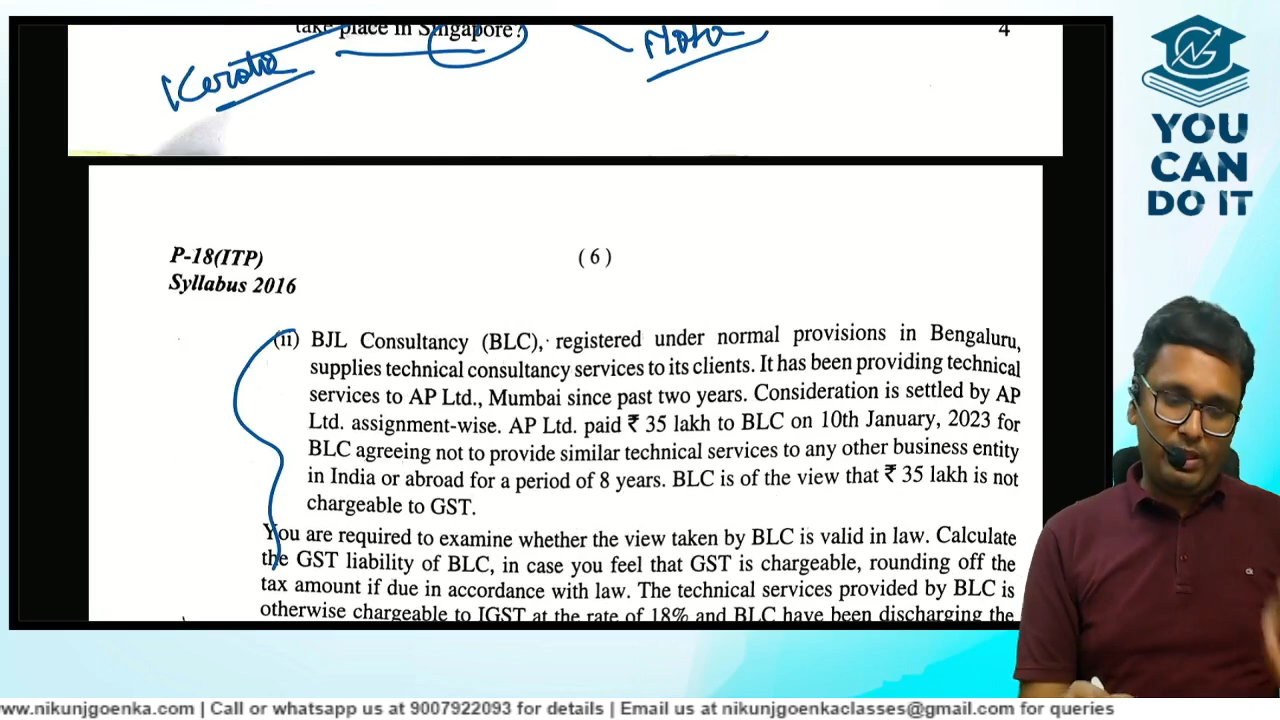 take place in Singapore?
4
Kerala
YOU
CAN
DO IT
P-18(ITP)
(6)
Syllabus 2016
(ii) BJL Consultancy (BLC), registered under normal provisions in Bengaluru,
supplies technical consultancy services to its clients. It has been providing technical
services to AP Ltd., Mumbai since past two years. Consideration is settled by AP
Ltd. assignment-wise. AP Ltd. paid ₹ 35 lakh to BLC on 10th January, 2023 for
BLC agreeing not to provide similar technical services to any other business entity
in India or abroad for a period of 8 years. BLC is of the view that ₹ 35 lakh is not
chargeable to GST.
You are required to examine whether the view taken by BLC is valid in law. Calculate
the GST liability of BLC, in case you feel that GST is chargeable, rounding off the
tax amount if due in accordance with law. The technical services provided by BLC is
otherwise chargeable to IGST at the rate of 18% and BLC have been discharging the
www.nikunjgoenka.com | Call or whatsapp us at 9007922093 for details | Email us at nikunjgoenkaclasses@gmail.com for queries